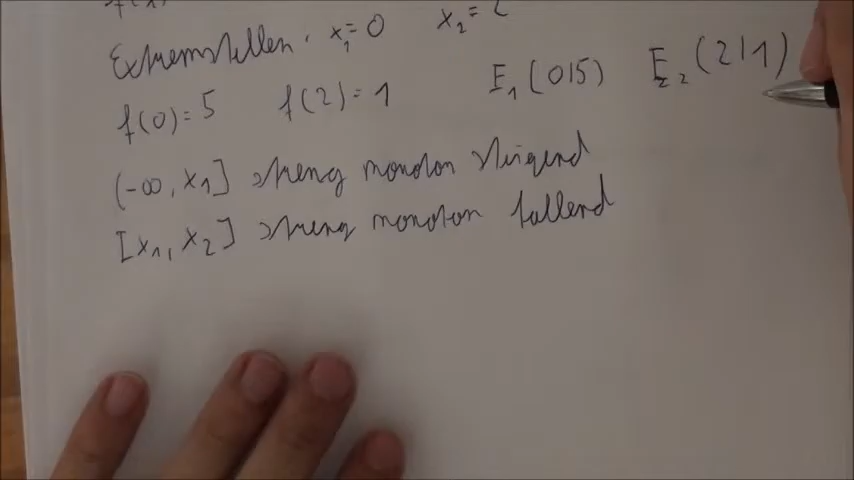 Extremstellen: x₁=0 x₂=2
f(0)=5 f(2)=1 E₁(0|5) E₂(2|1)
(-∞, x₁] streng monoton steigend
[x₁, x₂] streng monoton fallend